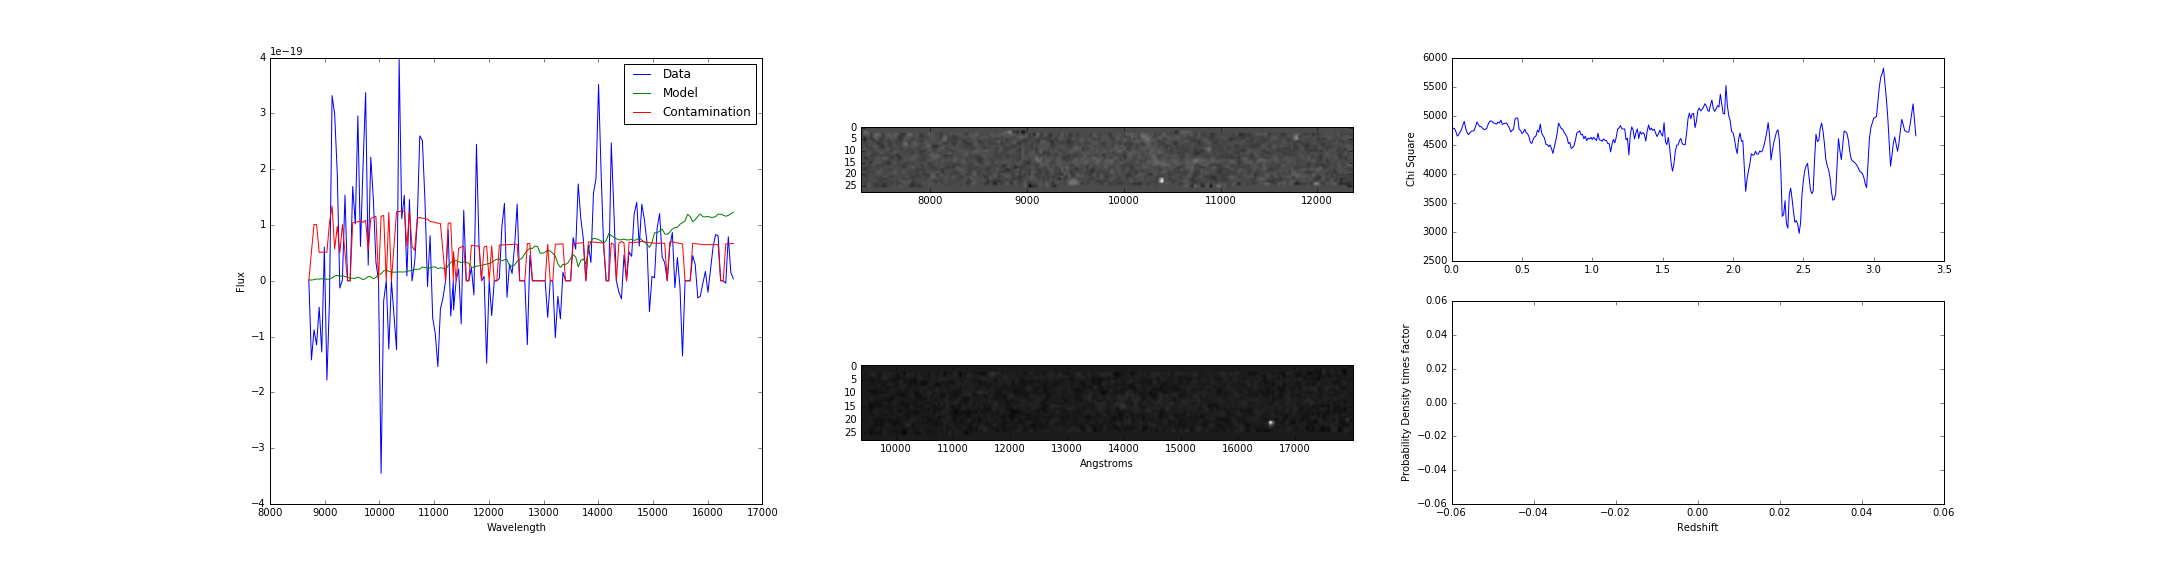 1e−19
4
3
2
1
0
−1
−2
−3
−4
Flux
8000 9000 10000 11000 12000 13000 14000 15000 16000 17000
Wavelength
Data
Model
Contamination
0
5
10
15
20
25
8000 9000 10000 11000 12000
0
5
10
15
20
25
10000 11000 12000 13000 14000 15000 16000 17000
Angstroms
6000
5500
5000
4500
4000
3500
3000
2500
Chi Square
0.0 0.5 1.0 1.5 2.0 2.5 3.0 3.5
0.06
0.04
0.02
0.00
−0.02
−0.04
−0.06
Probability Density times factor
−0.06 −0.04 −0.02 0.00 0.02 0.04 0.06
Redshift